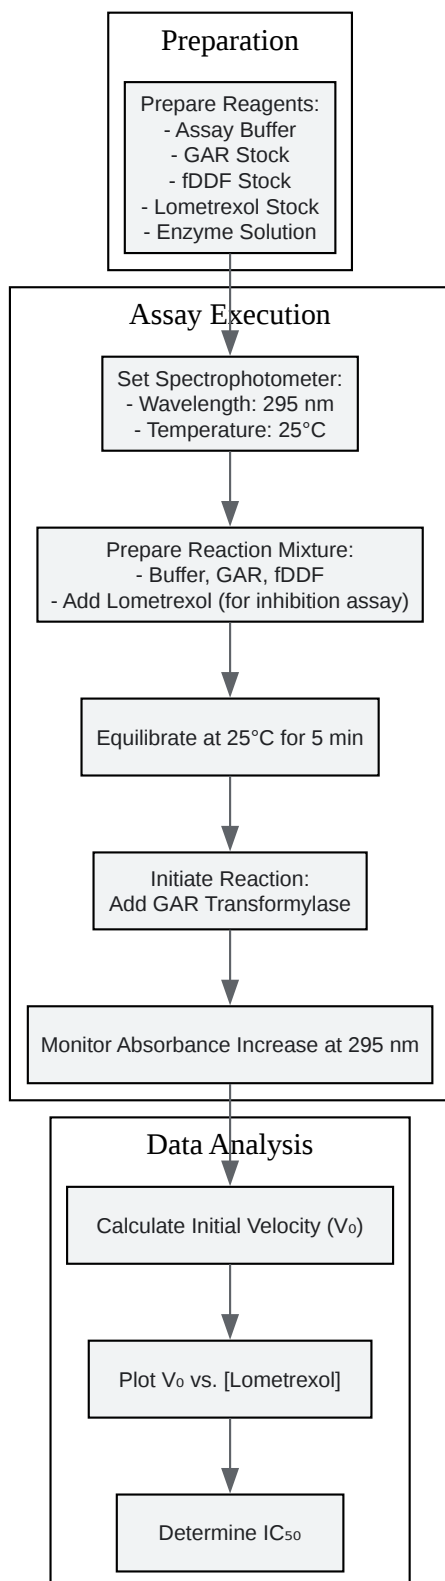 Preparation
Prepare Reagents:
- Assay Buffer
- GAR Stock
- fDDF Stock
- Lometrexol Stock
- Enzyme Solution
Assay Execution
Set Spectrophotometer:
- Wavelength: 295 nm
- Temperature: 25°C
Prepare Reaction Mixture:
- Buffer, GAR, fDDF
- Add Lometrexol (for inhibition assay)
Equilibrate at 25°C for 5 min
Initiate Reaction:
Add GAR Transformylase
Monitor Absorbance Increase at 295 nm
Data Analysis
Calculate Initial Velocity (V₀)
Plot V₀ vs. [Lometrexol]
Determine IC₅₀